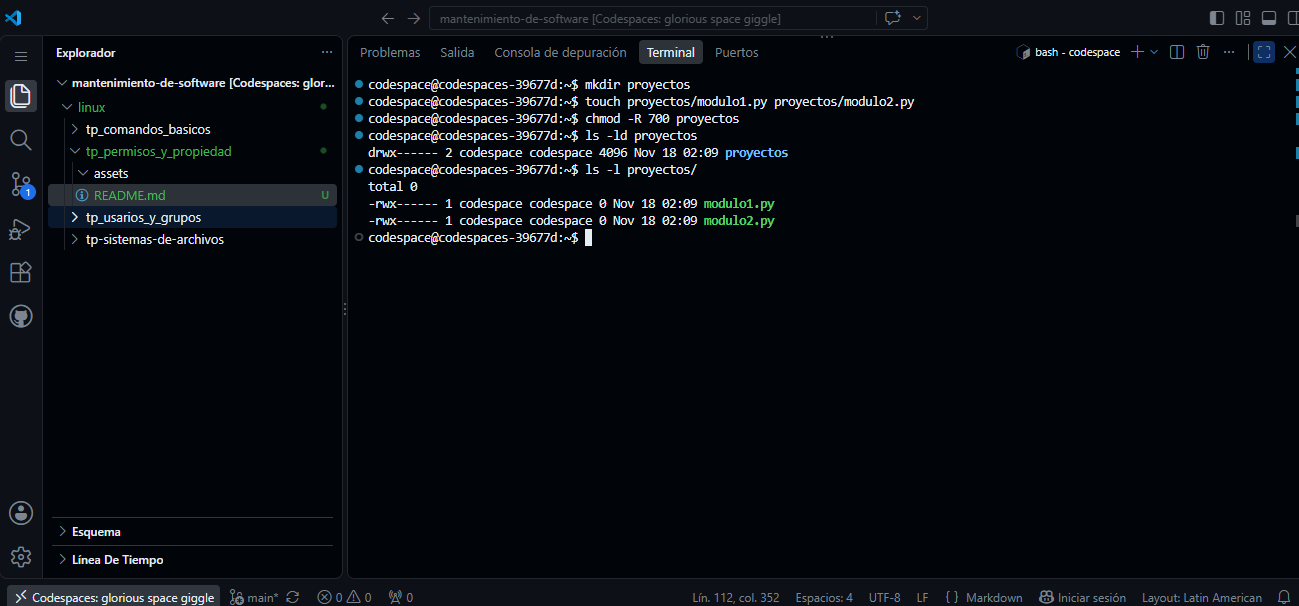 mantenimiento-de-software [Codespaces: glorious space giggle]
Explorador
mantenimiento-de-software [Codespaces: glor...
linux
tp_comandos_basicos
tp_permisos_y_propiedad
assets
README.md U
tp_usarios_y_grupos
tp-sistemas-de-archivos
1
Esquema
Línea De Tiempo
Problemas Salida Consola de depuración Terminal Puertos
bash - codespace
codespace@codespaces-39677d:~$ mkdir proyectos
codespace@codespaces-39677d:~$ touch proyectos/modulo1.py proyectos/modulo2.py
codespace@codespaces-39677d:~$ chmod -R 700 proyectos
codespace@codespaces-39677d:~$ ls -ld proyectos
drwx------ 2 codespace codespace 4096 Nov 18 02:09 proyectos
codespace@codespaces-39677d:~$ ls -l proyectos/
total 0
-rwx------ 1 codespace codespace 0 Nov 18 02:09 modulo1.py
-rwx------ 1 codespace codespace 0 Nov 18 02:09 modulo2.py
codespace@codespaces-39677d:~$
Codespaces: glorious space giggle main* 0 0 0 Lín. 112, col. 352 Espacios: 4 UTF-8 LF { } Markdown Iniciar sesión Layout: Latin American